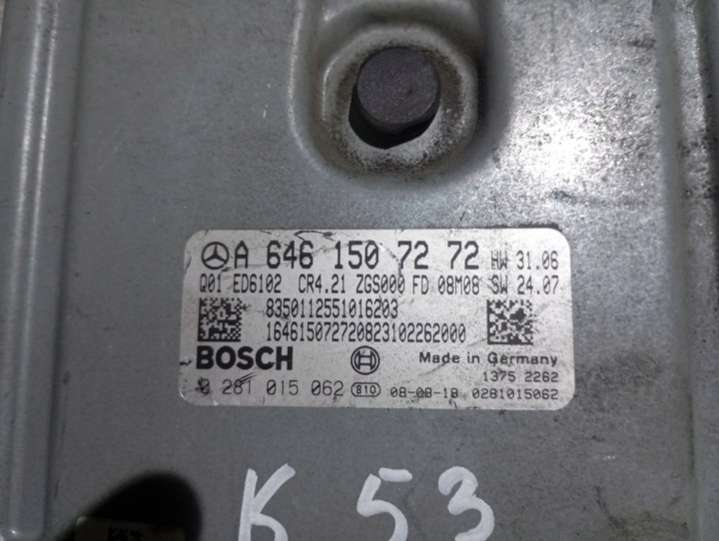 A 646 150 72 72 HW 31.06
Q01 ED6102 CR4.21 ZGS000 FD 08M08 SW 24.07
8350112551016203
164615072720823102262000
BOSCH Made in Germany
1375 2262
0 281 015 062 810 08-08-18 0281015062
K 53